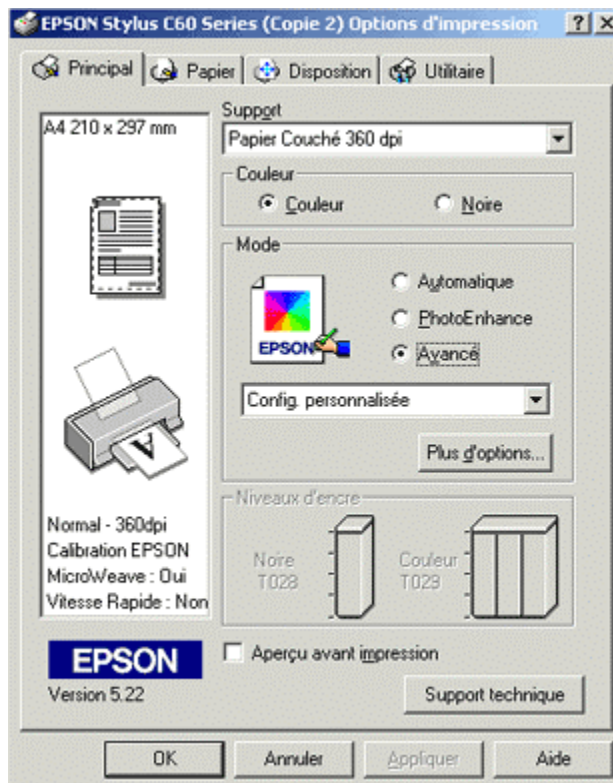 EPSON Stylus C60 Series (Copie 2) Options d'impression
Principal Papier Disposition Utilitaire
A4 210 x 297 mm
Support
Papier Couché 360 dpi
Couleur
Couleur Noire
Mode
Automatique
PhotoEnhance
Avancé
EPSON
Config. personnalisée
Plus d'options...
Niveaux d'encre
Noire
T028
Couleur
T029
Normal - 360dpi
Calibration EPSON
MicroWeave : Oui
Vitesse Rapide : Non
EPSON
Version 5.22
Aperçu avant impression
Support technique
OK Annuler Appliquer Aide